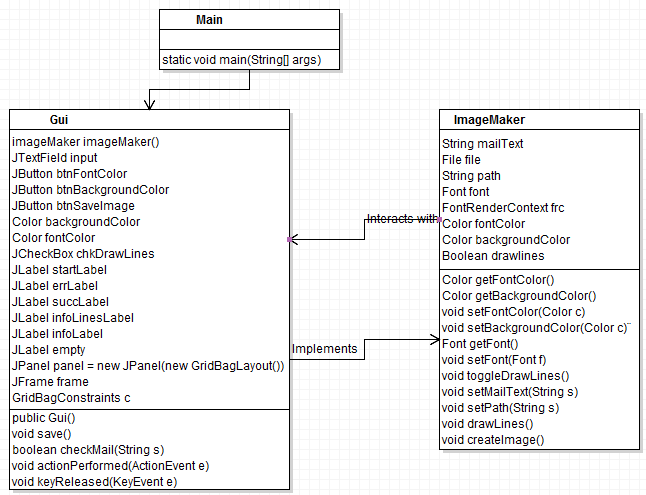 Main
static void main(String[] args)
Gui
imageMaker imageMaker()
JTextField input
JButton btnFontColor
JButton btnBackgroundColor
JButton btnSaveImage
Color backgroundColor
Color fontColor
JCheckBox chkDrawLines
JLabel startLabel
JLabel errLabel
JLabel succLabel
JLabel infoLinesLabel
JLabel infoLabel
JLabel empty
JPanel panel = new JPanel(new GridBagLayout())
JFrame frame
GridBagConstraints c
public Gui()
void save()
boolean checkMail(String s)
void actionPerformed(ActionEvent e)
void keyReleased(KeyEvent e)
Interacts with
Implements
ImageMaker
String mailText
File file
String path
Font font
FontRenderContext frc
Color fontColor
Color backgroundColor
Boolean drawlines
Color getFontColor()
Color getBackgroundColor()
void setFontColor(Color c)
void setBackgroundColor(Color c)¨
Font getFont()
void setFont(Font f)
void toggleDrawLines()
void setMailText(String s)
void setPath(String s)
void drawLines()
void createImage()